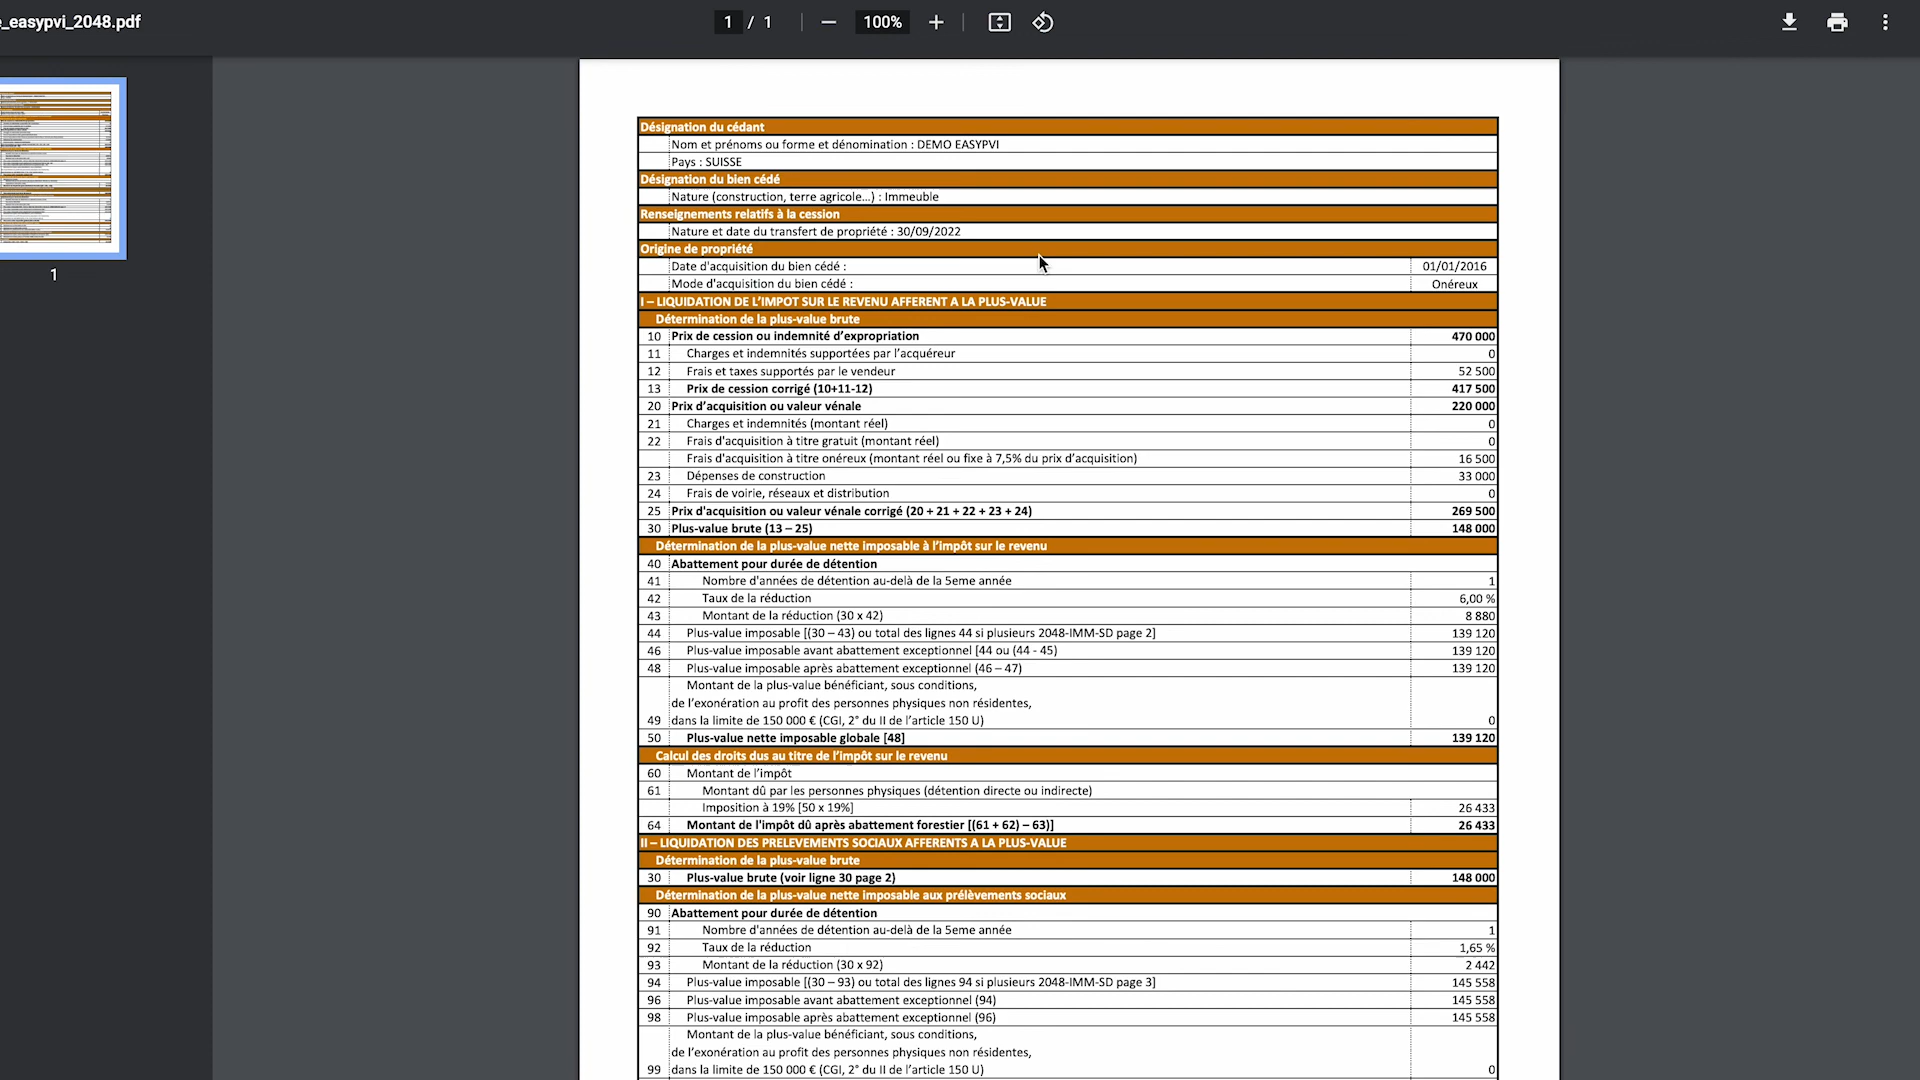 _easypvi_2048.pdf
1 / 1
100%
1
Désignation du cédant
Nom et prénoms ou forme et dénomination : DEMO EASYPVI
Pays : SUISSE
Désignation du bien cédé
Nature (construction, terre agricole...) : Immeuble
Renseignements relatifs à la cession
Nature et date du transfert de propriété : 30/09/2022
Origine de propriété
Date d'acquisition du bien cédé : 01/01/2016
Mode d'acquisition du bien cédé : Onéreux
I – LIQUIDATION DE L'IMPOT SUR LE REVENU AFFERENT A LA PLUS-VALUE
Détermination de la plus-value brute
10 Prix de cession ou indemnité d'expropriation 470 000
11 Charges et indemnités supportées par l'acquéreur 0
12 Frais et taxes supportés par le vendeur 52 500
13 Prix de cession corrigé (10+11-12) 417 500
20 Prix d'acquisition ou valeur vénale 220 000
21 Charges et indemnités (montant réel) 0
22 Frais d'acquisition à titre gratuit (montant réel) 0
Frais d'acquisition à titre onéreux (montant réel ou fixe à 7,5% du prix d'acquisition) 16 500
23 Dépenses de construction 33 000
24 Frais de voirie, réseaux et distribution 0
25 Prix d'acquisition ou valeur vénale corrigé (20 + 21 + 22 + 23 + 24) 269 500
30 Plus-value brute (13 – 25) 148 000
Détermination de la plus-value nette imposable à l'impôt sur le revenu
40 Abattement pour durée de détention
41 Nombre d'années de détention au-delà de la 5eme année 1
42 Taux de la réduction 6,00 %
43 Montant de la réduction (30 x 42) 8 880
44 Plus-value imposable [(30 – 43) ou total des lignes 44 si plusieurs 2048-IMM-SD page 2] 139 120
46 Plus-value imposable avant abattement exceptionnel [44 ou (44 - 45) 139 120
48 Plus-value imposable après abattement exceptionnel (46 – 47) 139 120
Montant de la plus-value bénéficiant, sous conditions,
de l'exonération au profit des personnes physiques non résidentes,
49 dans la limite de 150 000 € (CGI, 2° du II de l'article 150 U) 0
50 Plus-value nette imposable globale [48] 139 120
Calcul des droits dus au titre de l'impôt sur le revenu
60 Montant de l'impôt
61 Montant dû par les personnes physiques (détention directe ou indirecte)
Imposition à 19% [50 x 19%] 26 433
64 Montant de l'impôt dû après abattement forestier [(61 + 62) – 63)] 26 433
II – LIQUIDATION DES PRELEVEMENTS SOCIAUX AFFERENTS A LA PLUS-VALUE
Détermination de la plus-value brute
30 Plus-value brute (voir ligne 30 page 2) 148 000
Détermination de la plus-value nette imposable aux prélèvements sociaux
90 Abattement pour durée de détention
91 Nombre d'années de détention au-delà de la 5eme année 1
92 Taux de la réduction 1,65 %
93 Montant de la réduction (30 x 92) 2 442
94 Plus-value imposable [(30 – 93) ou total des lignes 94 si plusieurs 2048-IMM-SD page 3] 145 558
96 Plus-value imposable avant abattement exceptionnel (94) 145 558
98 Plus-value imposable après abattement exceptionnel (96) 145 558
Montant de la plus-value bénéficiant, sous conditions,
de l'exonération au profit des personnes physiques non résidentes,
99 dans la limite de 150 000 € (CGI, 2° du II de l'article 150 U) 0